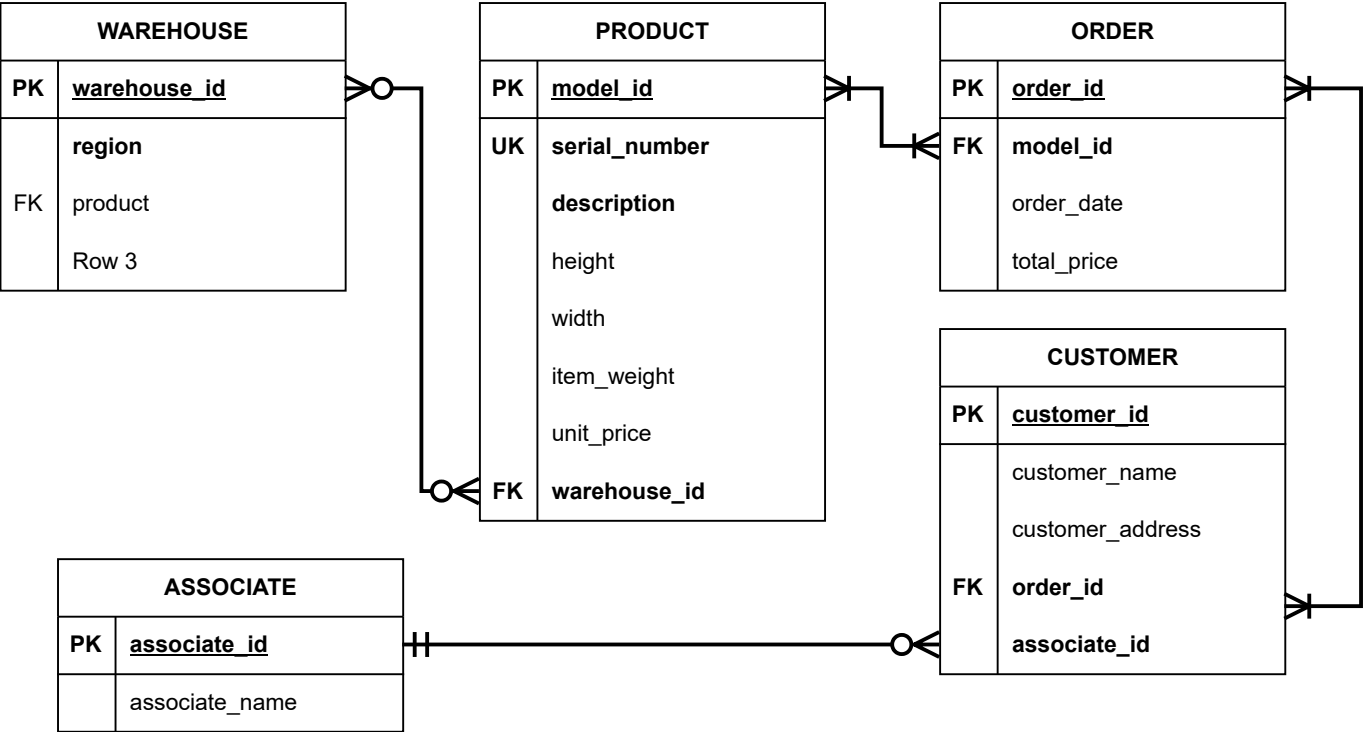 WAREHOUSE
PK warehouse_id
region
FK product
Row 3
PRODUCT
PK model_id
UK serial_number
description
height
width
item_weight
unit_price
FK warehouse_id
ORDER
PK order_id
FK model_id
order_date
total_price
CUSTOMER
PK customer_id
customer_name
customer_address
FK order_id
associate_id
ASSOCIATE
PK associate_id
associate_name